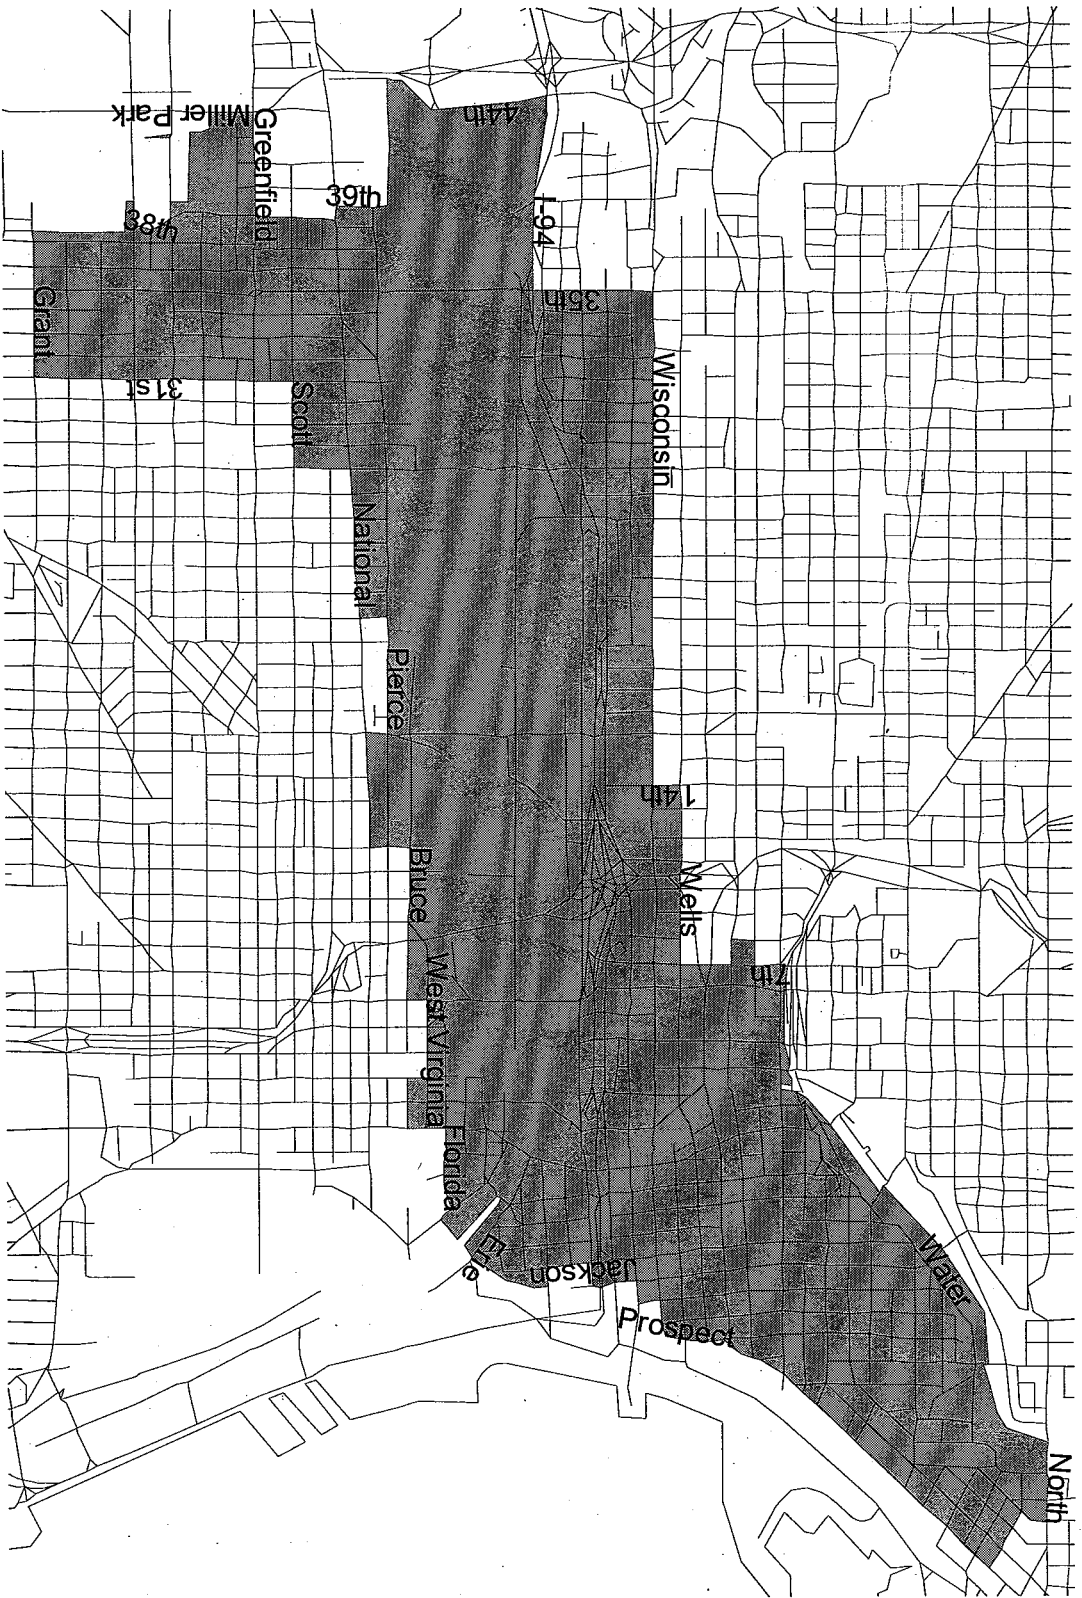 Miller Park
Greenfield
44th
39th
38th
I-94
35th
Grant
31st
Scott
Wisconsin
National
Pierce
14th
Bruce
Wells
West Virginia
7th
Florida
Erie
Jackson
Water
Prospect
North